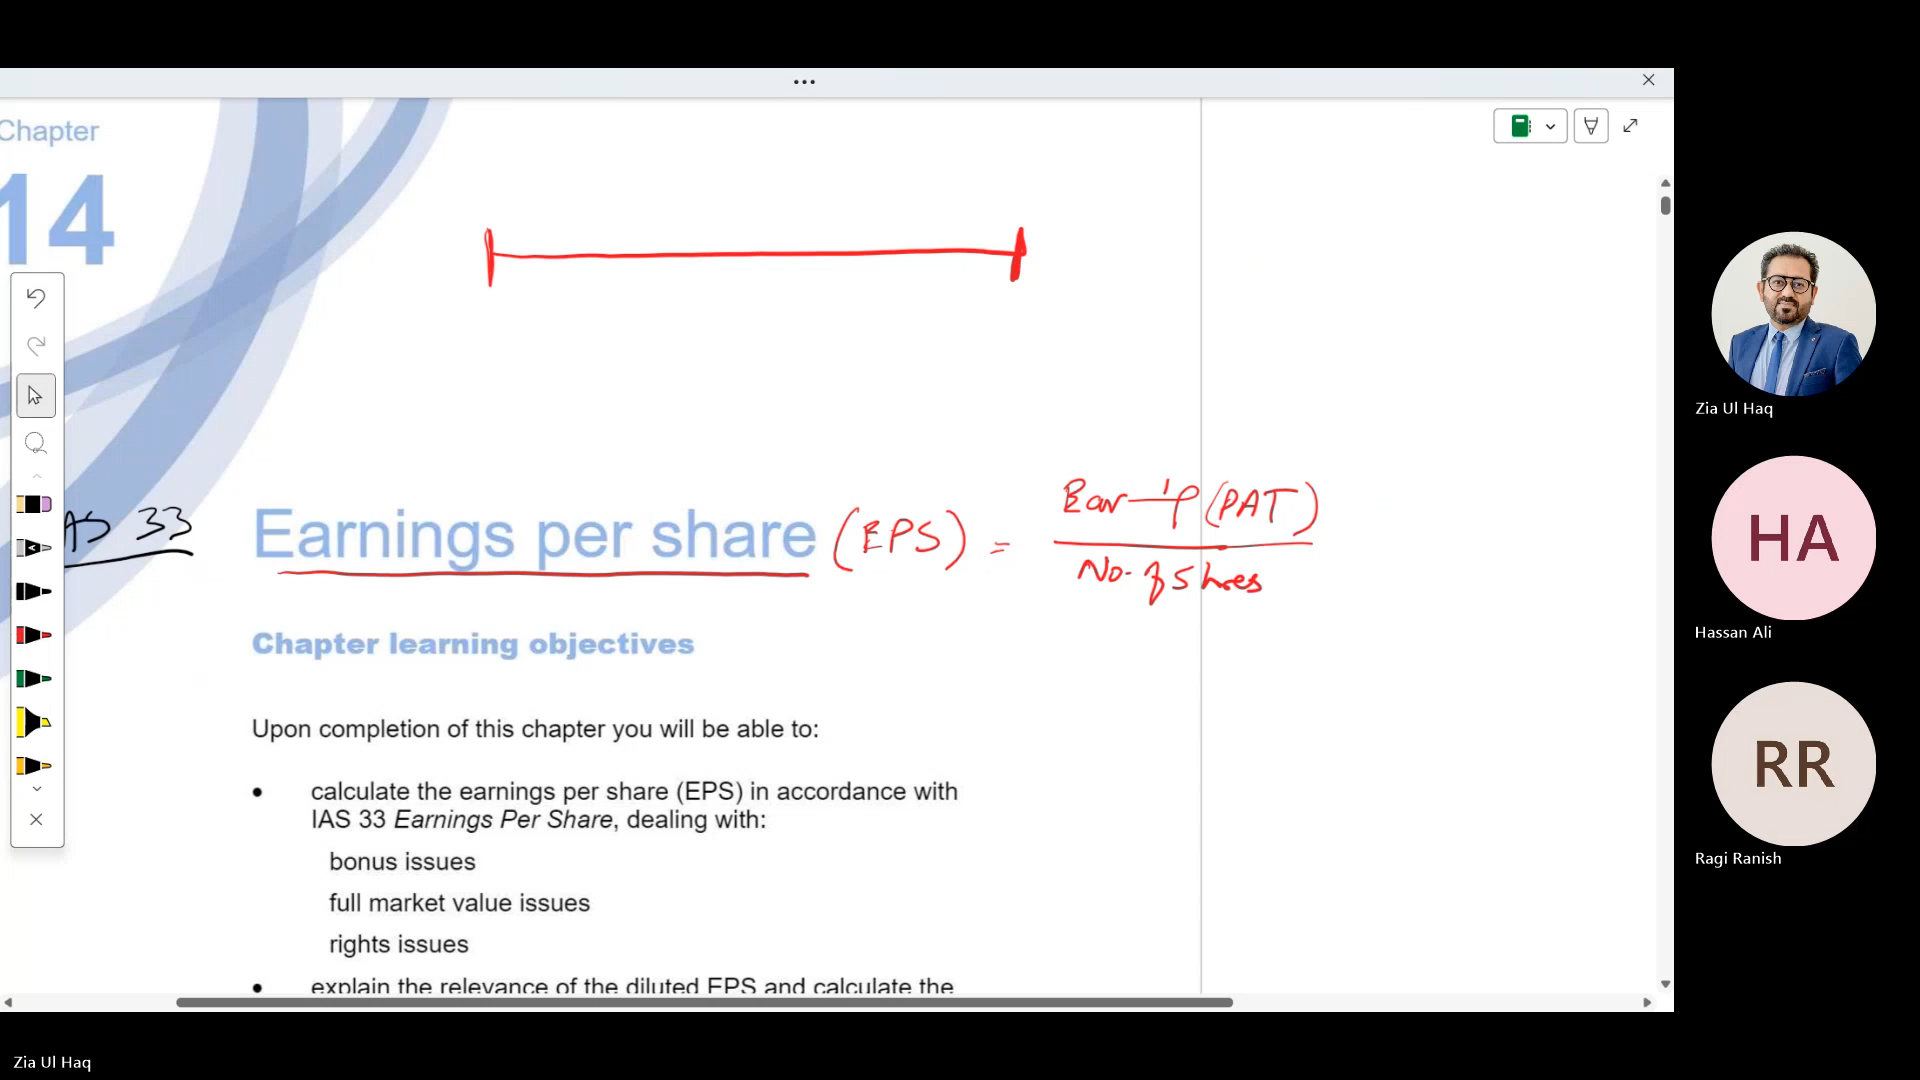 Chapter
14
AS 33
Earnings per share (EPS) =
(PAT)
No. of
Chapter learning objectives
Upon completion of this chapter you will be able to:
• calculate the earnings per share (EPS) in accordance with
IAS 33 Earnings Per Share, dealing with:
bonus issues
full market value issues
rights issues
• explain the relevance of the diluted EPS and calculate the
Zia Ul Haq
HA
Hassan Ali
RR
Ragi Ranish
Zia Ul Haq